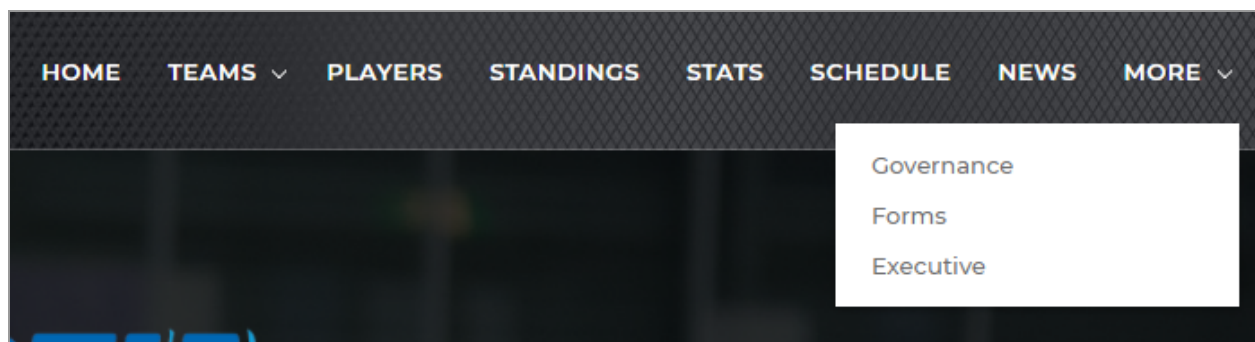 HOME TEAMS PLAYERS STANDINGS STATS SCHEDULE NEWS MORE
Governance
Forms
Executive